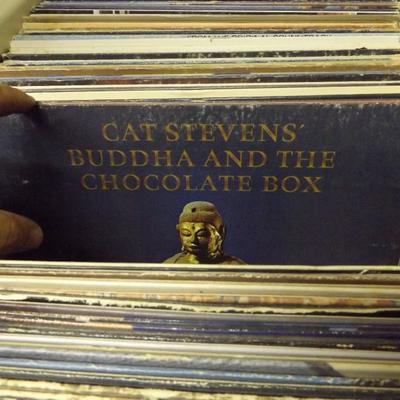 CAT STEVENS'
BUDDHA AND THE
CHOCOLATE BOX